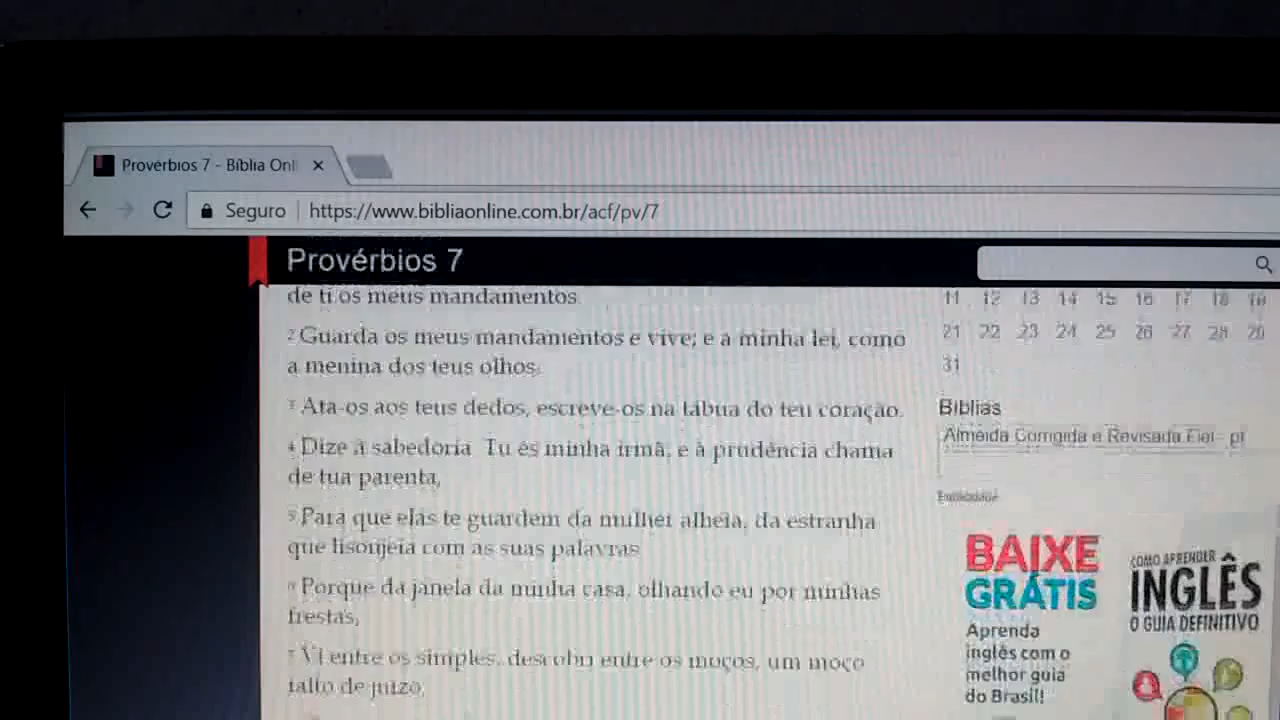 Provérbios 7 - Bíblia Onli
Seguro
https://www.bibliaonline.com.br/acf/pv/7
Provérbios 7
de ti os meus mandamentos.
2 Guarda os meus mandamentos e vive; e a minha lei, como
a menina dos teus olhos.
3 Ata-os aos teus dedos, escreve-os na tábua do teu coração.
4 Dize à sabedoria Tu és minha irmã; e à prudência chama
de tua parenta,
5 Para que elas te guardem da mulher alheia, da estranha
que lisonjeia com as suas palavras
6 Porque da janela da minha casa, olhando eu por minhas
frestas,
7 Vi entre os simples, descobri entre os moços, um moço
falto de juízo,
11 12 13 14 15 16 17 18 19
21 22 23 24 25 26 27 28 29
31
Bíblias
Almeida Corrigida e Revisada Fiel - pt
Publicidade
BAIXE
GRÁTIS
Aprenda
inglês com o
melhor guia
do Brasil!
COMO APRENDER
INGLÊS
O GUIA DEFINITIVO